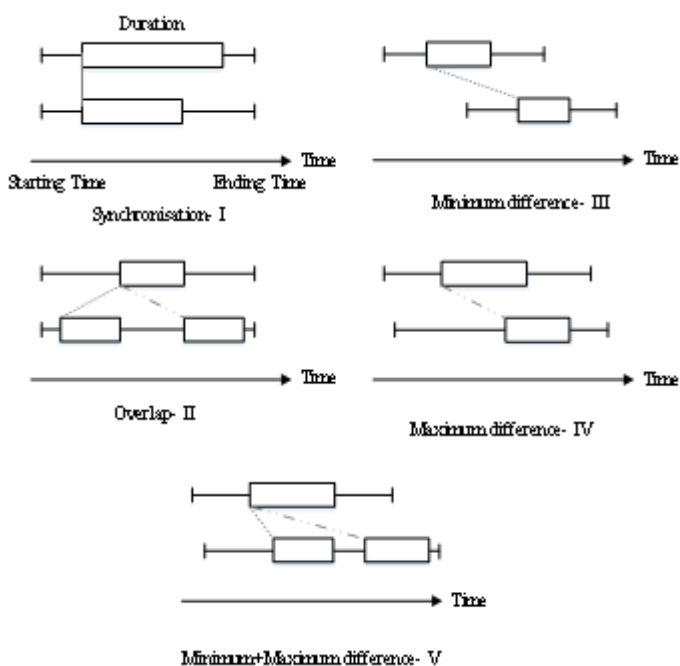 Duration
Time
Starting Time Ending Time
Synchronisation- I
Time
Minimum difference- III
Time
Overlap- II
Time
Maximum difference- IV
Time
Minimum+Maximum difference- V